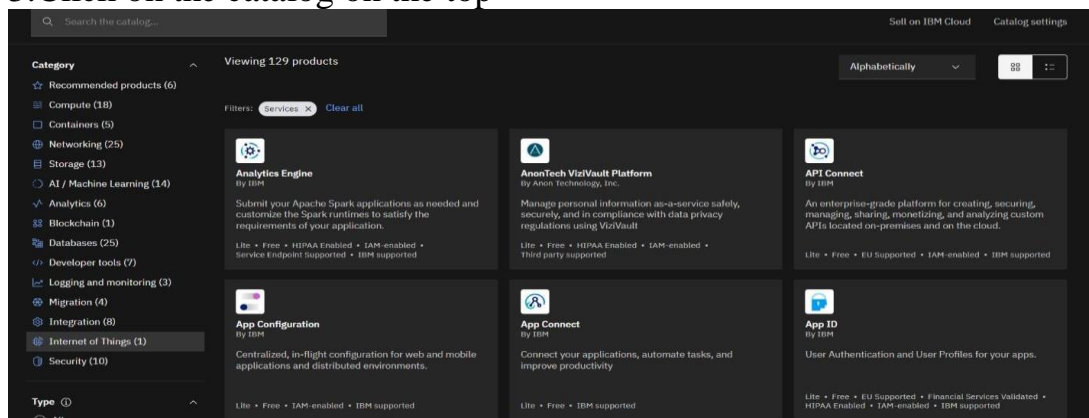 Search the catalog...
Sell on IBM Cloud
Catalog settings
Category
Recommended products (6)
Compute (18)
Containers (5)
Networking (25)
Storage (13)
AI / Machine Learning (14)
Analytics (6)
Blockchain (1)
Databases (25)
Developer tools (7)
Logging and monitoring (3)
Migration (4)
Integration (8)
Internet of Things (1)
Security (10)
Type
Viewing 129 products
Alphabetically
Filters: Services × Clear all
Analytics Engine
By IBM
Submit your Apache Spark applications as needed and
customize the Spark runtimes to satisfy the
requirements of your application.
Lite • Free • HIPAA Enabled • IAM-enabled •
Service Endpoint Supported • IBM supported
AnonTech ViziVault Platform
By Anon Technology, Inc.
Manage personal information as-a-service safely,
securely, and in compliance with data privacy
regulations using ViziVault
Lite • Free • HIPAA Enabled • IAM-enabled •
Third party supported
API Connect
By IBM
An enterprise-grade platform for creating, securing,
managing, sharing, monetizing, and analyzing custom
APIs located on-premises and on the cloud.
Lite • Free • EU Supported • IAM-enabled • IBM supported
App Configuration
By IBM
Centralized, in-flight configuration for web and mobile
applications and distributed environments.
Lite • Free • IAM-enabled • IBM supported
App Connect
By IBM
Connect your applications, automate tasks, and
improve productivity
Lite • Free • IAM-enabled • IBM supported
App ID
By IBM
User Authentication and User Profiles for your apps.
Lite • Free • EU Supported • Financial Services Validated •
HIPAA Enabled • IAM-enabled • IBM supported